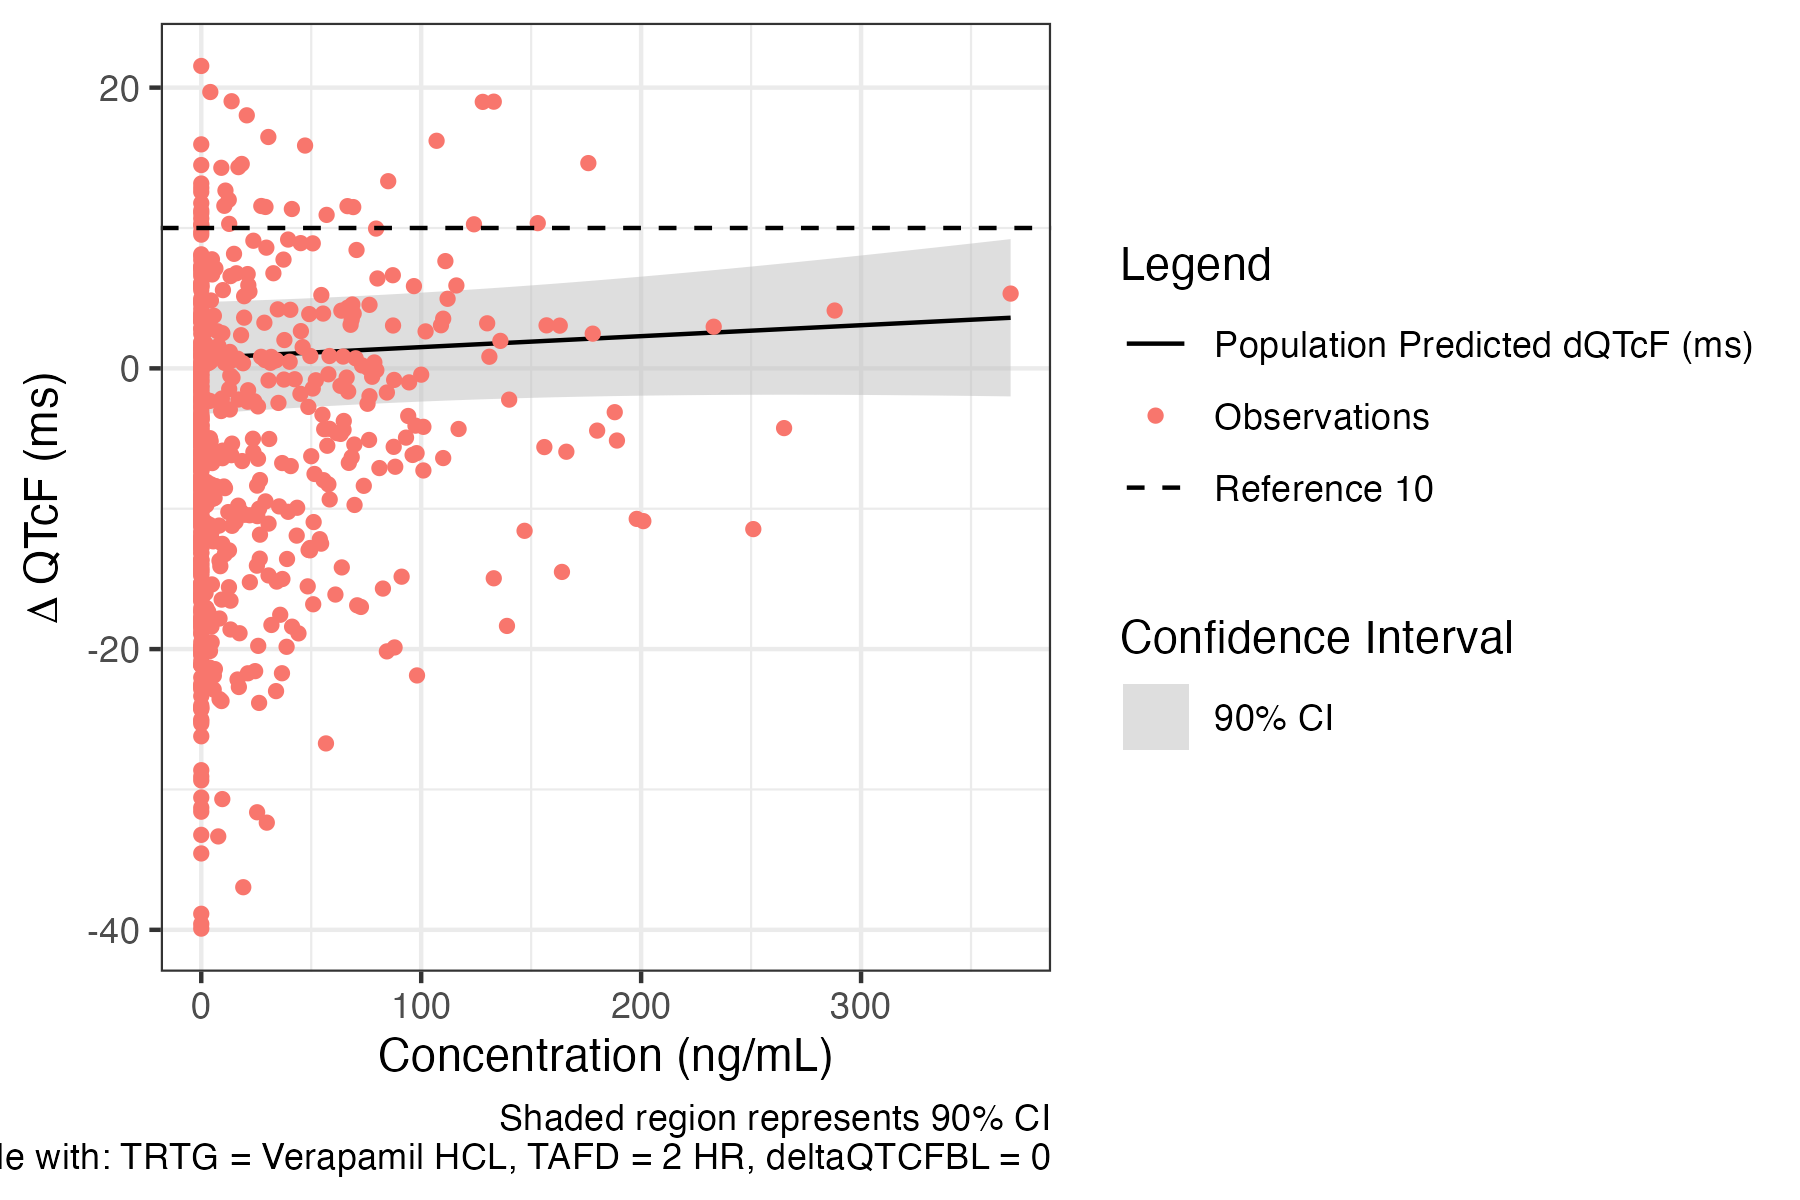 20
0
-20
-40
Δ QTcF (ms)
0 100 200 300
Concentration (ng/mL)
Legend
Population Predicted dQTcF (ms)
Observations
Reference 10
Confidence Interval
90% CI
Shaded region represents 90% CI
with: TRTG = Verapamil HCL, TAFD = 2 HR, deltaQTCFBL = 0